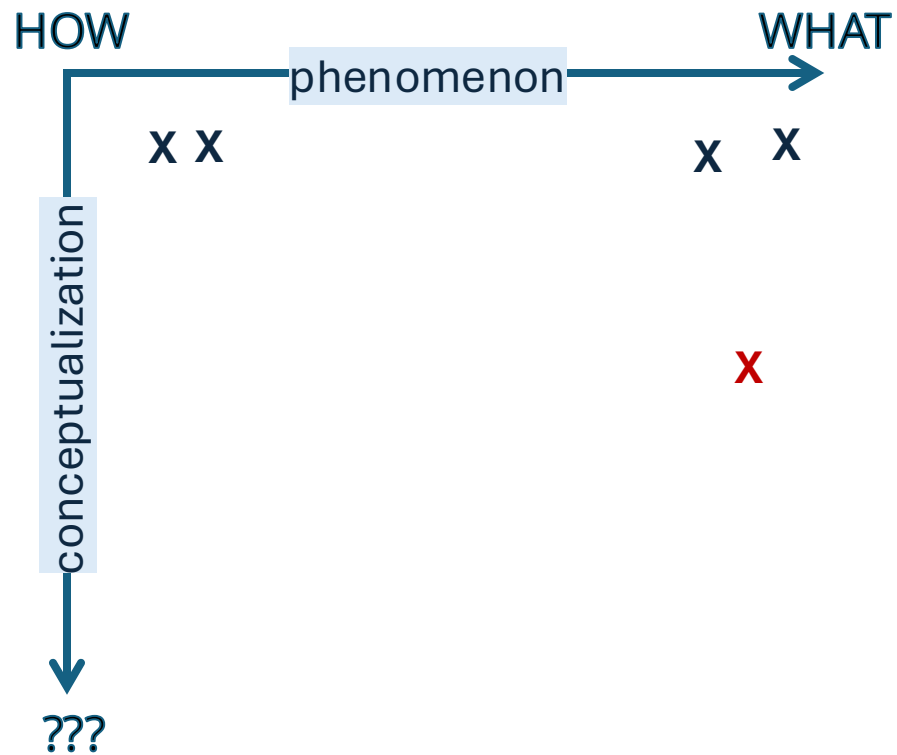 HOW
WHAT
phenomenon
X X
X
X
conceptualization
X
???